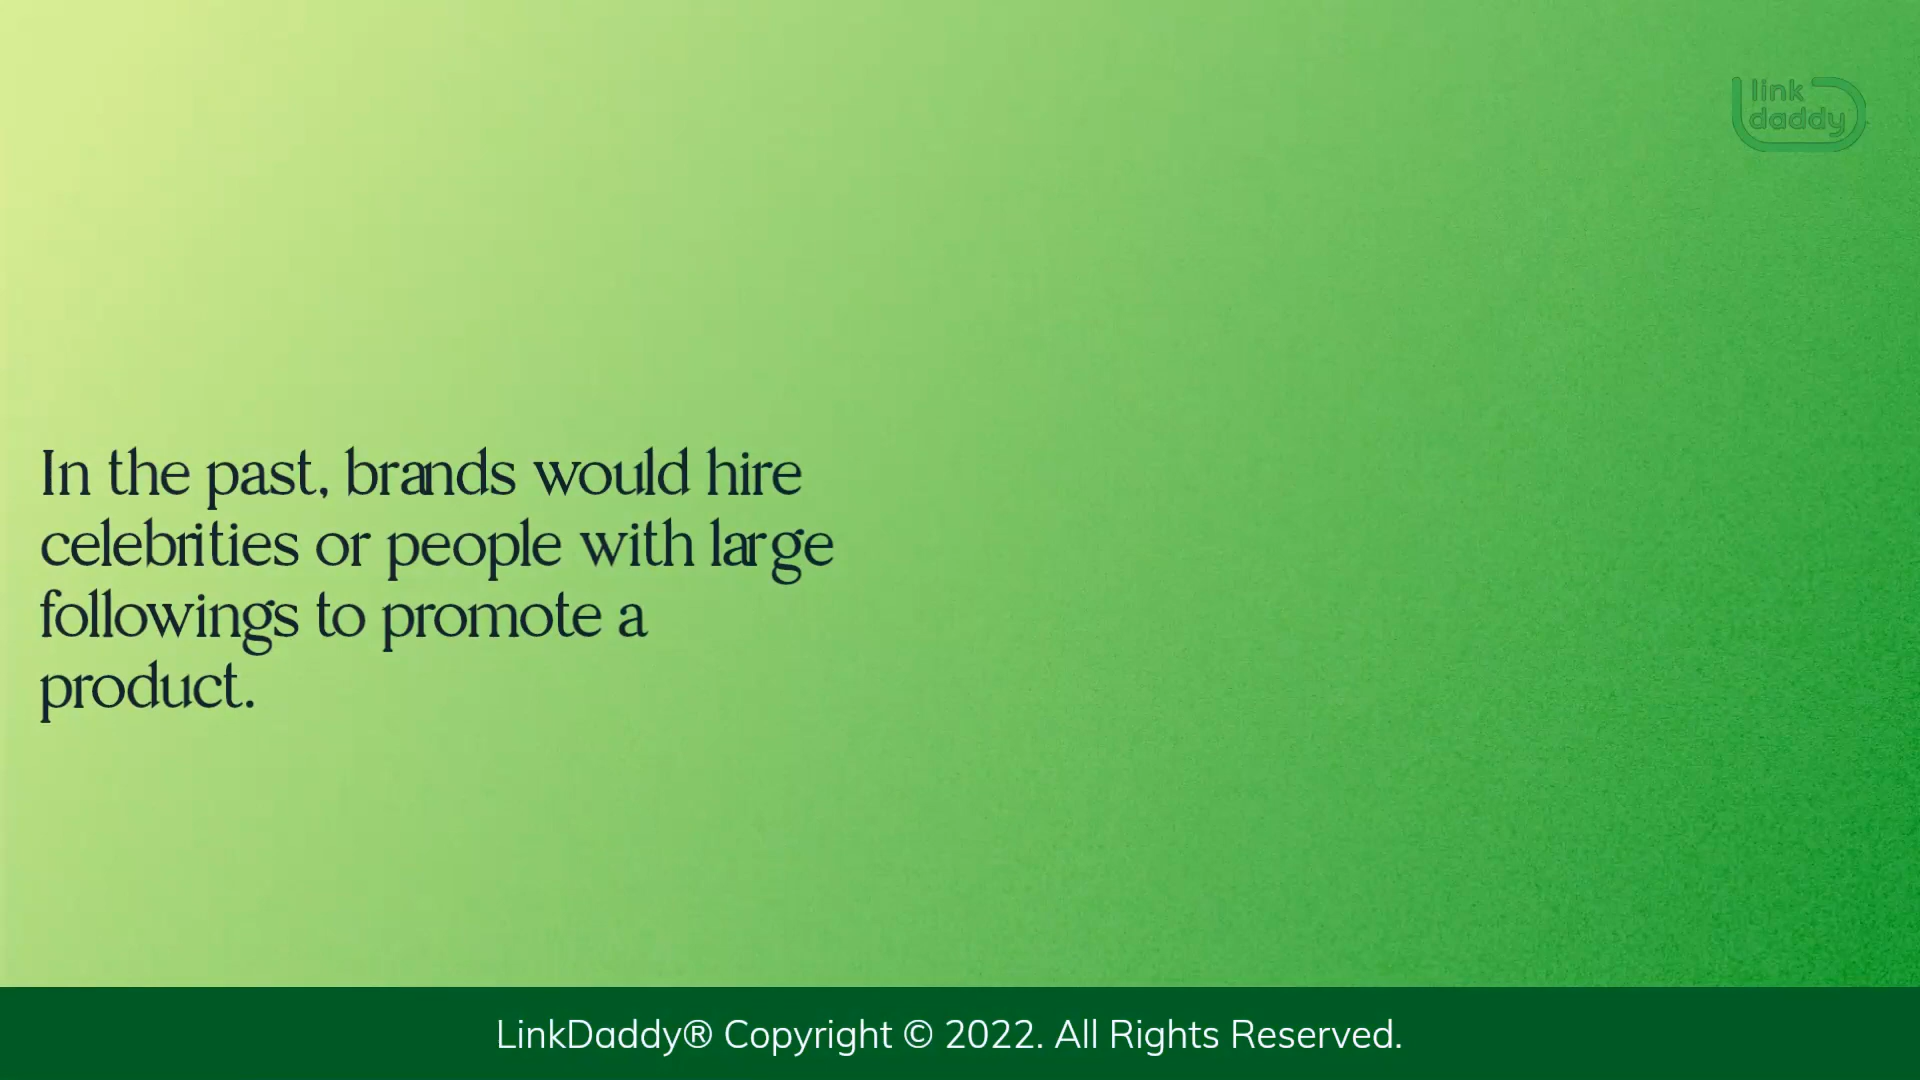 link
daddy
In the past, brands would hire
celebrities or people with large
followings to promote a
product.
LinkDaddy® Copyright © 2022. All Rights Reserved.